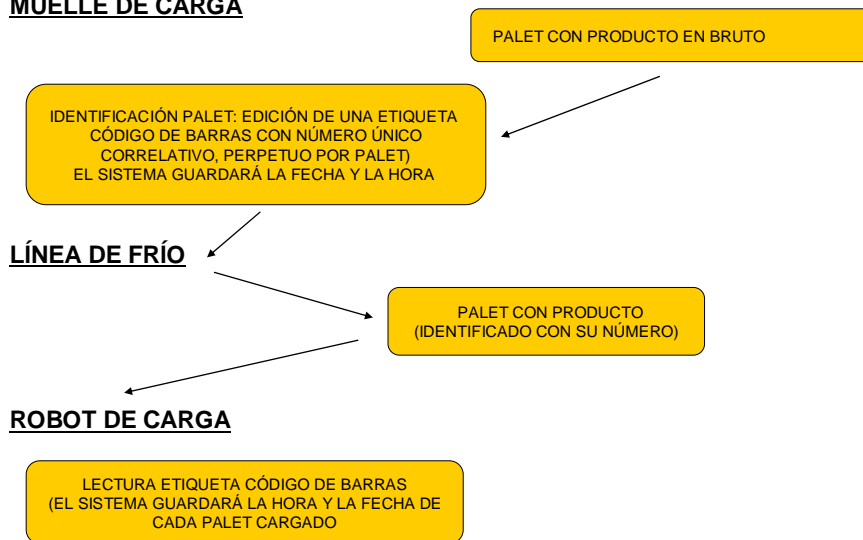 MUELLE DE CARGA
PALET CON PRODUCTO EN BRUTO
IDENTIFICACIÓN PALET: EDICIÓN DE UNA ETIQUETA
CÓDIGO DE BARRAS CON NÚMERO ÚNICO
CORRELATIVO, PERPETUO POR PALET)
EL SISTEMA GUARDARÁ LA FECHA Y LA HORA
LÍNEA DE FRÍO
PALET CON PRODUCTO
(IDENTIFICADO CON SU NÚMERO)
ROBOT DE CARGA
LECTURA ETIQUETA CÓDIGO DE BARRAS
(EL SISTEMA GUARDARÁ LA HORA Y LA FECHA DE
CADA PALET CARGADO